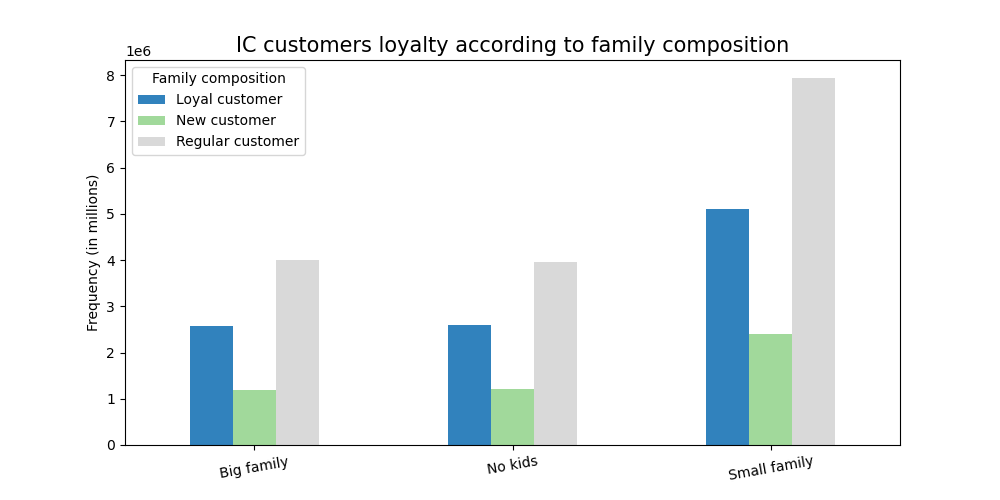 IC customers loyalty according to family composition
1e6
Family composition
Loyal customer
New customer
Regular customer
Frequency (in millions)
8
7
6
5
4
3
2
1
0
Big family
No kids
Small family